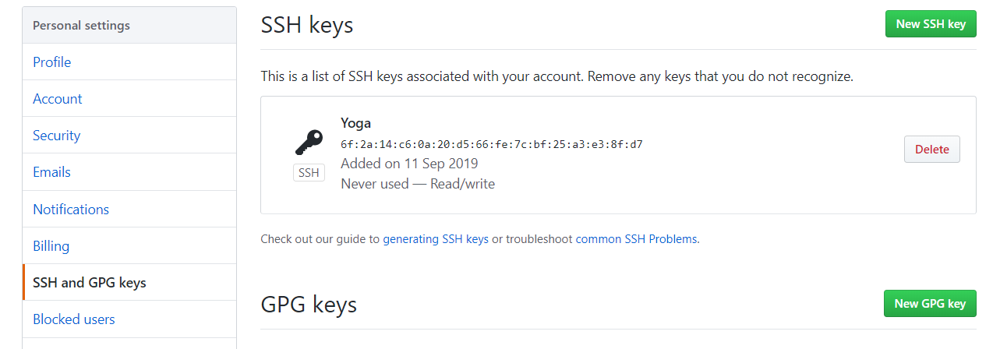 Personal settings
Profile
Account
Security
Emails
Notifications
Billing
SSH and GPG keys
Blocked users
SSH keys
New SSH key
This is a list of SSH keys associated with your account. Remove any keys that you do not recognize.
Yoga
6f:2a:14:c6:0a:20:d5:66:fe:7c:bf:25:a3:e3:8f:d7
Added on 11 Sep 2019
Never used — Read/write
SSH
Delete
Check out our guide to generating SSH keys or troubleshoot common SSH Problems.
GPG keys
New GPG key